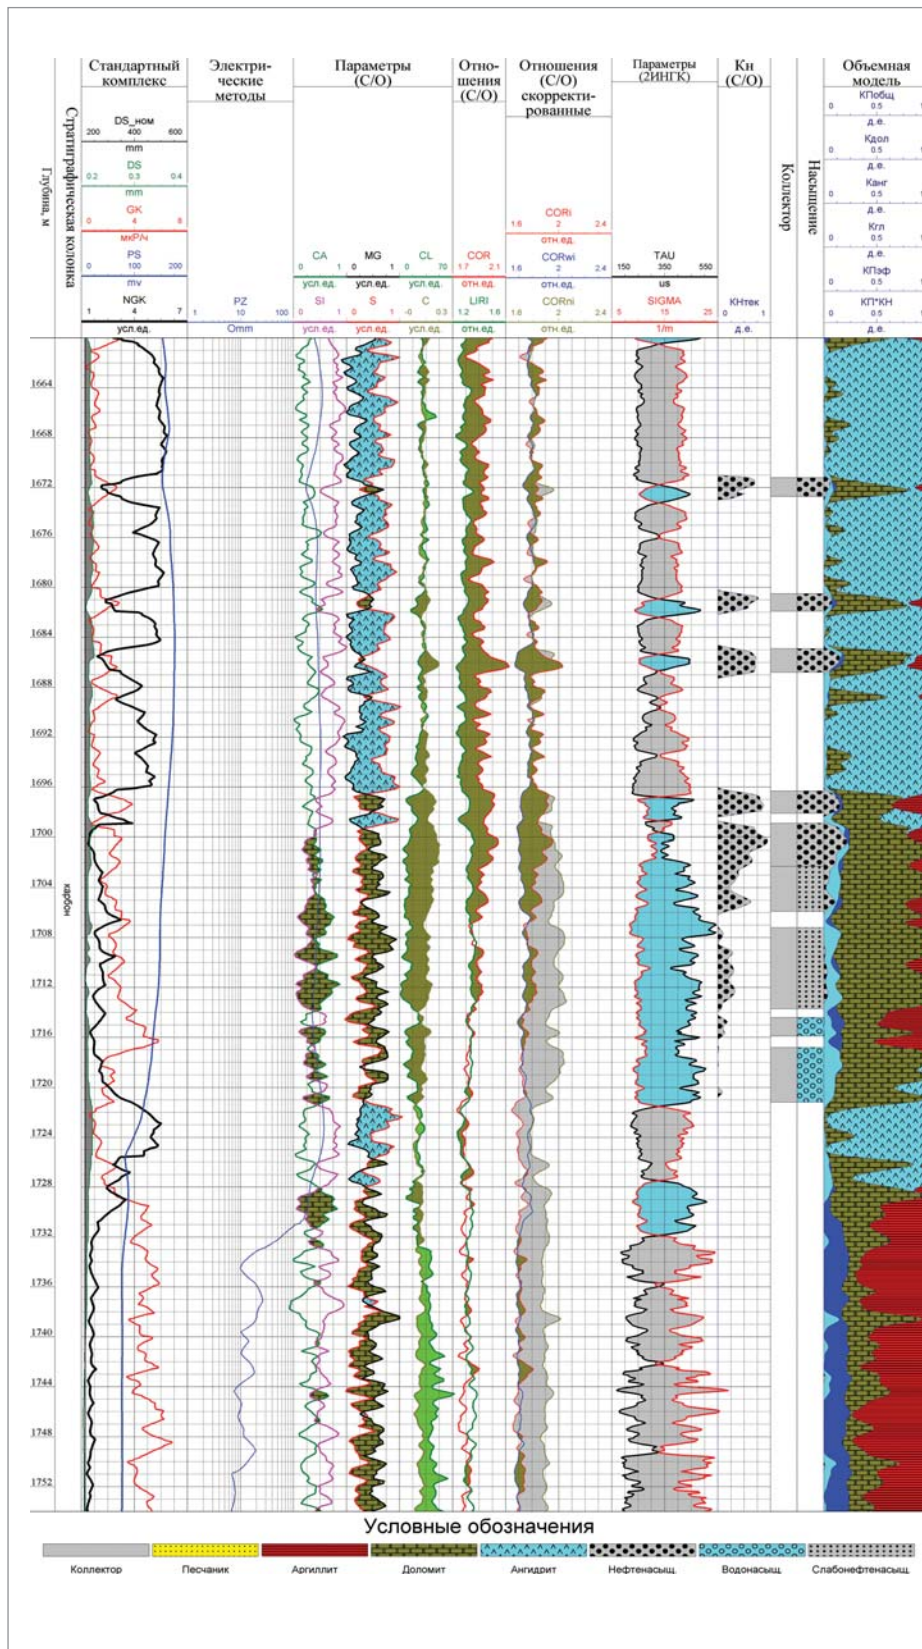 Стандартный
комплекс
Электри-
ческие
методы
Параметры
(С/О)
Отно-
шения
(С/О)
Отношения
(С/О)
скорректи-
рованные
Параметры
(2ИНГК)
Кн
(С/О)
Объемная
модель
Глубина, м
Стратиграфическая колонка
Коллектор
Насыщение
DS_ном
200 400 600
mm
DS
0.2 0.3 0.4
mm
GK
0 4 8
мкР/ч
PS
0 100 200
mv
NGK
1 4 7
усл.ед.
PZ
1 10 100
Omm
CA
0 1
усл.ед.
SI
0 1
усл.ед.
MG
0 1
усл.ед.
S
0 1
усл.ед.
CL
0 70
усл.ед.
C
-0 0.3
усл.ед.
COR
1.7 2.1
отн.ед.
LIRI
1.2 1.6
отн.ед.
CORi
1.6 2 2.4
отн.ед.
CORwi
1.6 2 2.4
отн.ед.
CORni
1.6 2 2.4
отн.ед.
TAU
150 350 550
us
SIGMA
5 15 25
1/m
КНтек
0 1
д.е.
КПобщ
0 0.5 1
д.е.
Кдол
0 0.5 1
д.е.
Канг
0 0.5 1
д.е.
Кгл
0 0.5 1
д.е.
КПэф
0 0.5 1
д.е.
КП*КН
0 0.5 1
д.е.
1664
1668
1672
1676
1680
1684
1688
1692
1696
1700
1704
1708
1712
1716
1720
1724
1728
1732
1736
1740
1744
1748
1752
карбон
Условные обозначения
Коллектор Песчаник Аргиллит Доломит Ангидрит Нефтенасыщ. Водонасыщ. Слабонефтенасыщ.